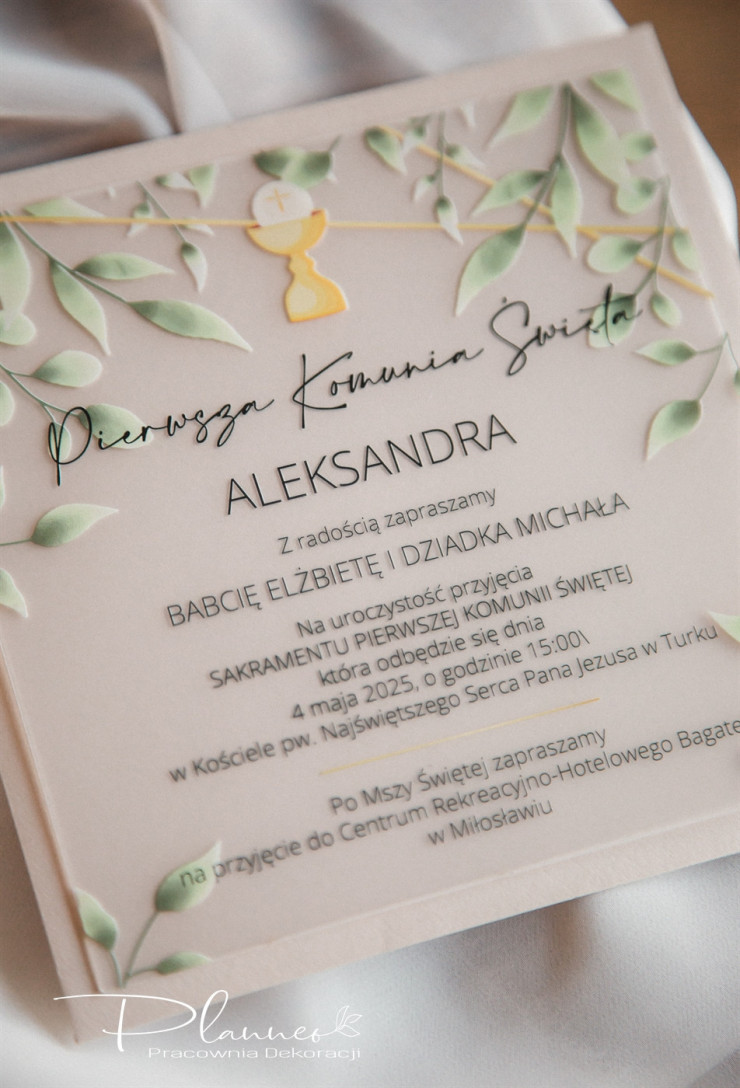 Pierwsza Komunia Święta
ALEKSANDRA
Z radością zapraszamy
BABCIĘ ELŻBIETĘ I DZIADKA MICHAŁA
Na uroczystość przyjęcia
SAKRAMENTU PIERWSZEJ KOMUNII ŚWIĘTEJ
która odbędzie się dnia
4 maja 2025, o godzinie 15:00\
w Kościele pw. Najświętszego Serca Pana Jezusa w Turku
Po Mszy Świętej zapraszamy
na przyjęcie do Centrum Rekreacyjno-Hotelowego
w Miłosławiu
Planner
Pracownia Dekoracji